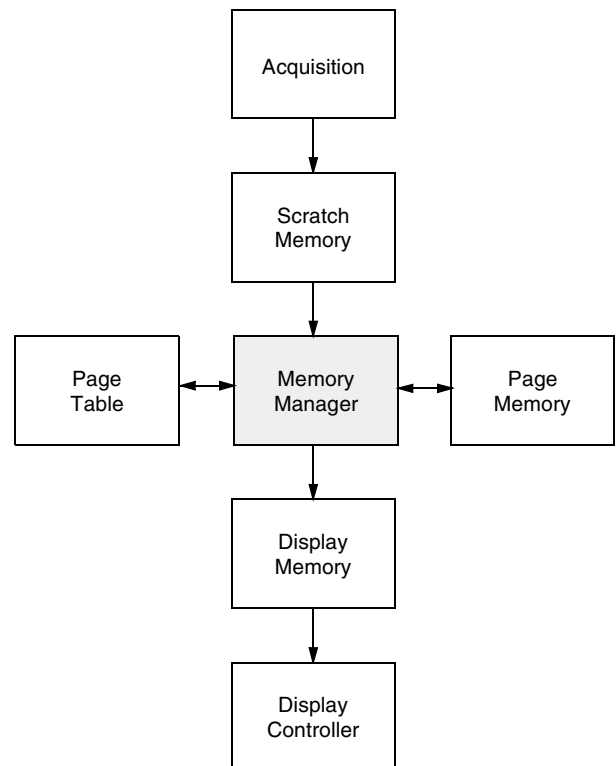 Acquisition
Scratch
Memory
Page
Table
Memory
Manager
Page
Memory
Display
Memory
Display
Controller